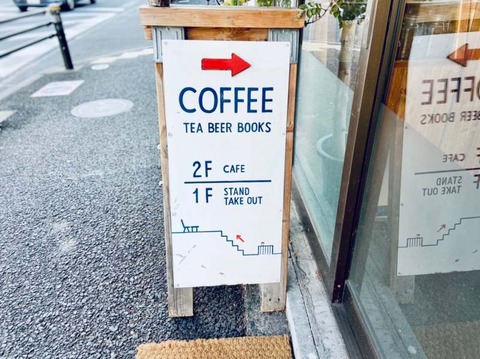 COFFEE
TEA BEER BOOKS
2F CAFE
1F STAND
TAKE OUT